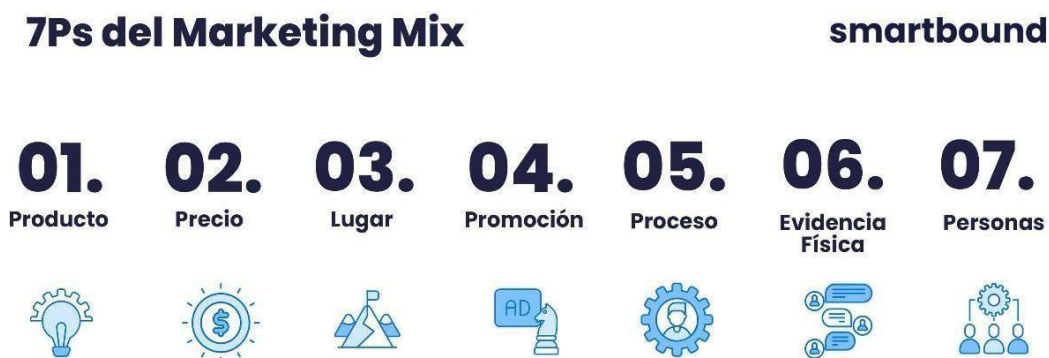 7Ps del Marketing Mix
smartbound
01.
Producto
02.
Precio
03.
Lugar
04.
Promoción
05.
Proceso
06.
Evidencia
Física
07.
Personas
$
AD